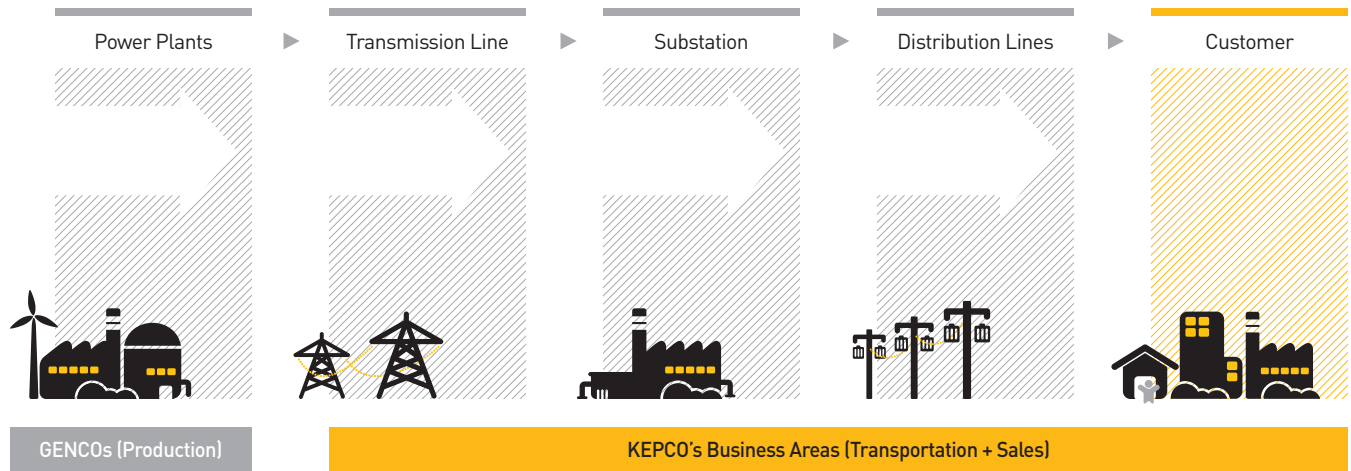 Power Plants
Transmission Line
Substation
Distribution Lines
Customer
GENCOs (Production)
KEPCO's Business Areas (Transportation + Sales)